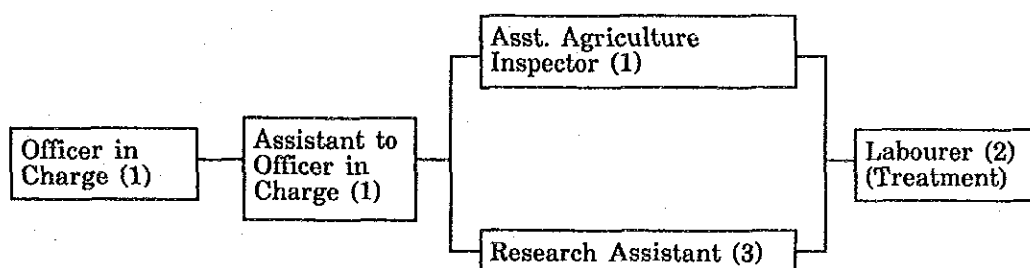 Officer in
Charge (1)
Assistant to
Officer in
Charge (1)
Asst. Agriculture
Inspector (1)
Research Assistant (3)
Labourer (2)
(Treatment)